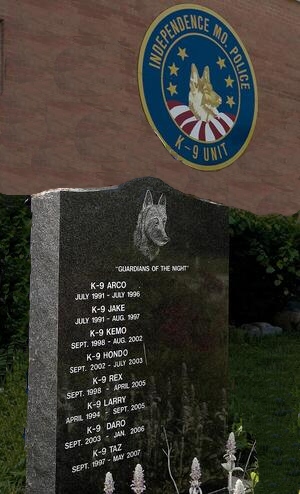 INDEPENDENCE MO. POLICE
K-9 UNIT
"GUARDIANS OF THE NIGHT"
K-9 ARCO
JULY 1991 - JULY 1996
K-9 JAKE
JULY 1991 - AUG. 1997
K-9 KEMO
SEPT. 1998 - AUG. 2002
K-9 HONDO
SEPT. 2002 - JULY 2003
K-9 REX
SEPT. 1998 - APRIL 2005
K-9 LARRY
APRIL 1994 - SEPT. 2005
K-9 DARO
SEPT. 2003 - JAN. 2006
K-9 TAZ
SEPT. 1997 - MAY 2007